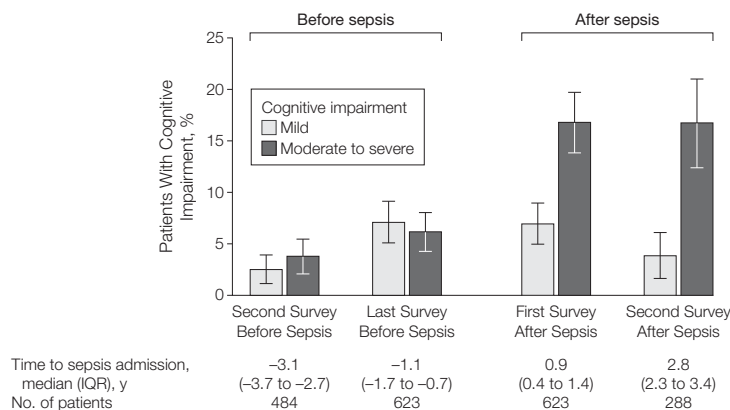 Before sepsis
After sepsis
25
20
15
10
5
0
Patients With Cognitive
Impairment, %
Cognitive impairment
Mild
Moderate to severe
Second Survey
Before Sepsis
Last Survey
Before Sepsis
First Survey
After Sepsis
Second Survey
After Sepsis
Time to sepsis admission,
median (IQR), y
–3.1
(–3.7 to –2.7)
–1.1
(–1.7 to –0.7)
0.9
(0.4 to 1.4)
2.8
(2.3 to 3.4)
No. of patients
484
623
623
288